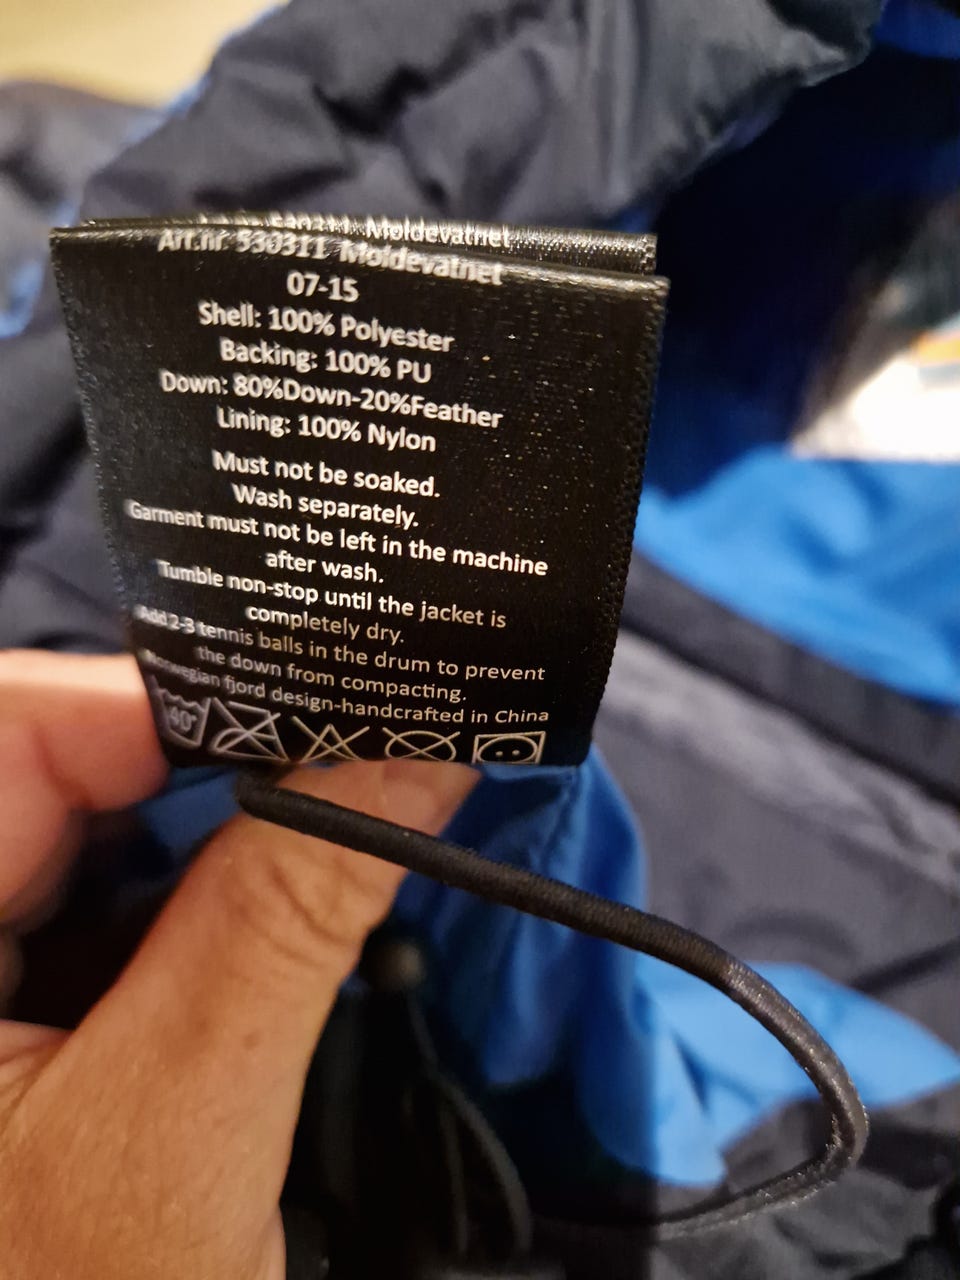 Moldevatnet
Art.nr 530311 Moldevatnet
07-15
Shell: 100% Polyester
Backing: 100% PU
Down: 80%Down-20%Feather
Lining: 100% Nylon
Must not be soaked.
Wash separately.
Garment must not be left in the machine
after wash.
Tumble non-stop until the jacket is
completely dry.
Add 2-3 tennis balls in the drum to prevent
the down from compacting.
Norwegian fjord design-handcrafted in China
40°